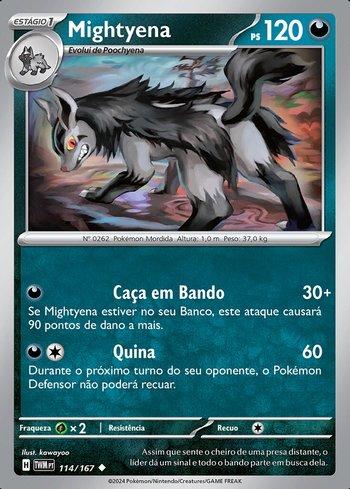 ESTÁGIO 1
Mightyena
PS 120
Evolui de Poochyena
Nº 0262 Pokémon Mordida Altura: 1,0 m Peso: 37,0 kg
Caça em Bando 30+
Se Mightyena estiver no seu Banco, este ataque causará
90 pontos de dano a mais.
Quina 60
Durante o próximo turno do seu oponente, o Pokémon
Defensor não poderá recuar.
Fraqueza × 2 Resistência Recuo
Ilust. kawayoo
H TWM PT 114/167
Assim que sente o cheiro de uma presa distante, o
líder dá um sinal e todo o bando parte em busca dela.
©2024 Pokémon/Nintendo/Creatures/GAME FREAK